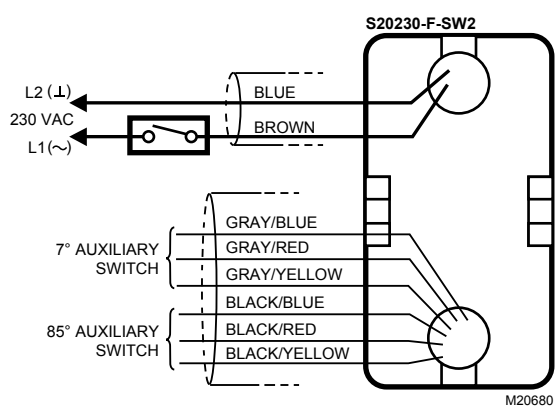 S20230-F-SW2
L2 (⊥)
BLUE
230 VAC
BROWN
L1(~)
GRAY/BLUE
7° AUXILIARY
SWITCH
GRAY/RED
GRAY/YELLOW
BLACK/BLUE
85° AUXILIARY
SWITCH
BLACK/RED
BLACK/YELLOW
M20680